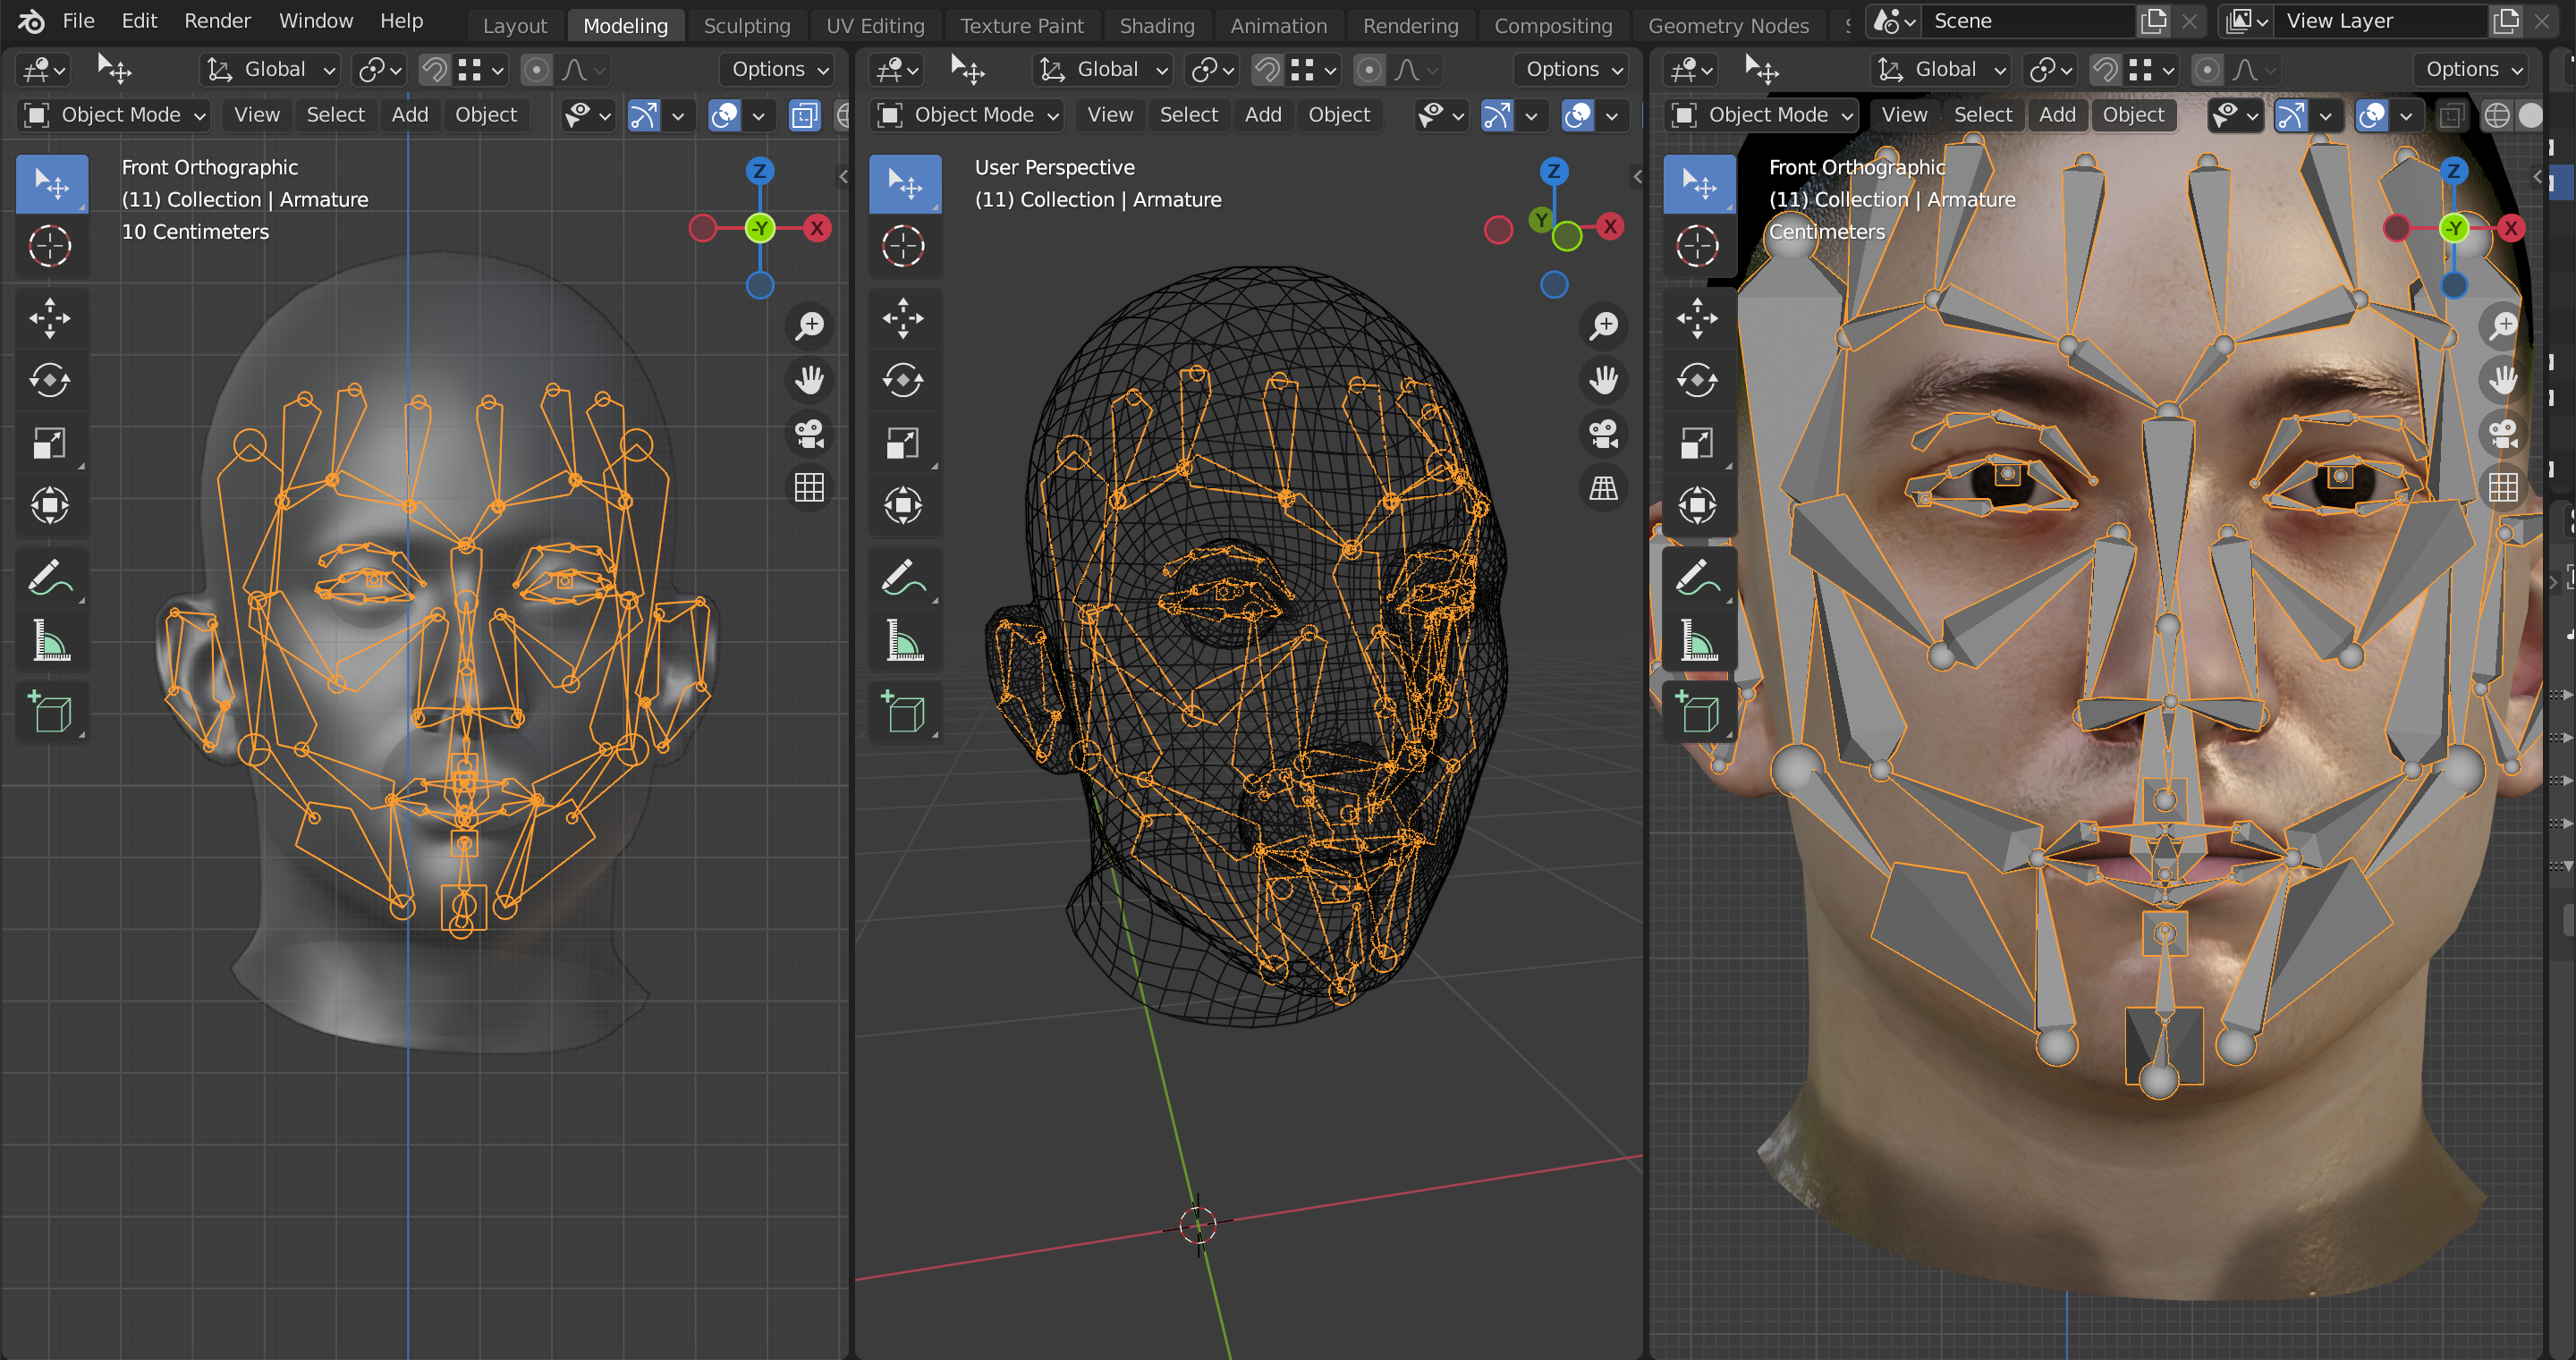 File Edit Render Window Help Layout Modeling Sculpting UV Editing Texture Paint Shading Animation Rendering Compositing Geometry Nodes Scene View Layer
Global Options
Object Mode View Select Add Object
Front Orthographic
(11) Collection | Armature
10 Centimeters
Z
-Y X
Global Options
Object Mode View Select Add Object
User Perspective
(11) Collection | Armature
Z
Y X
Global Options
Object Mode View Select Add Object
Front Orthographic
(11) Collection | Armature
Centimeters
Z
-Y X